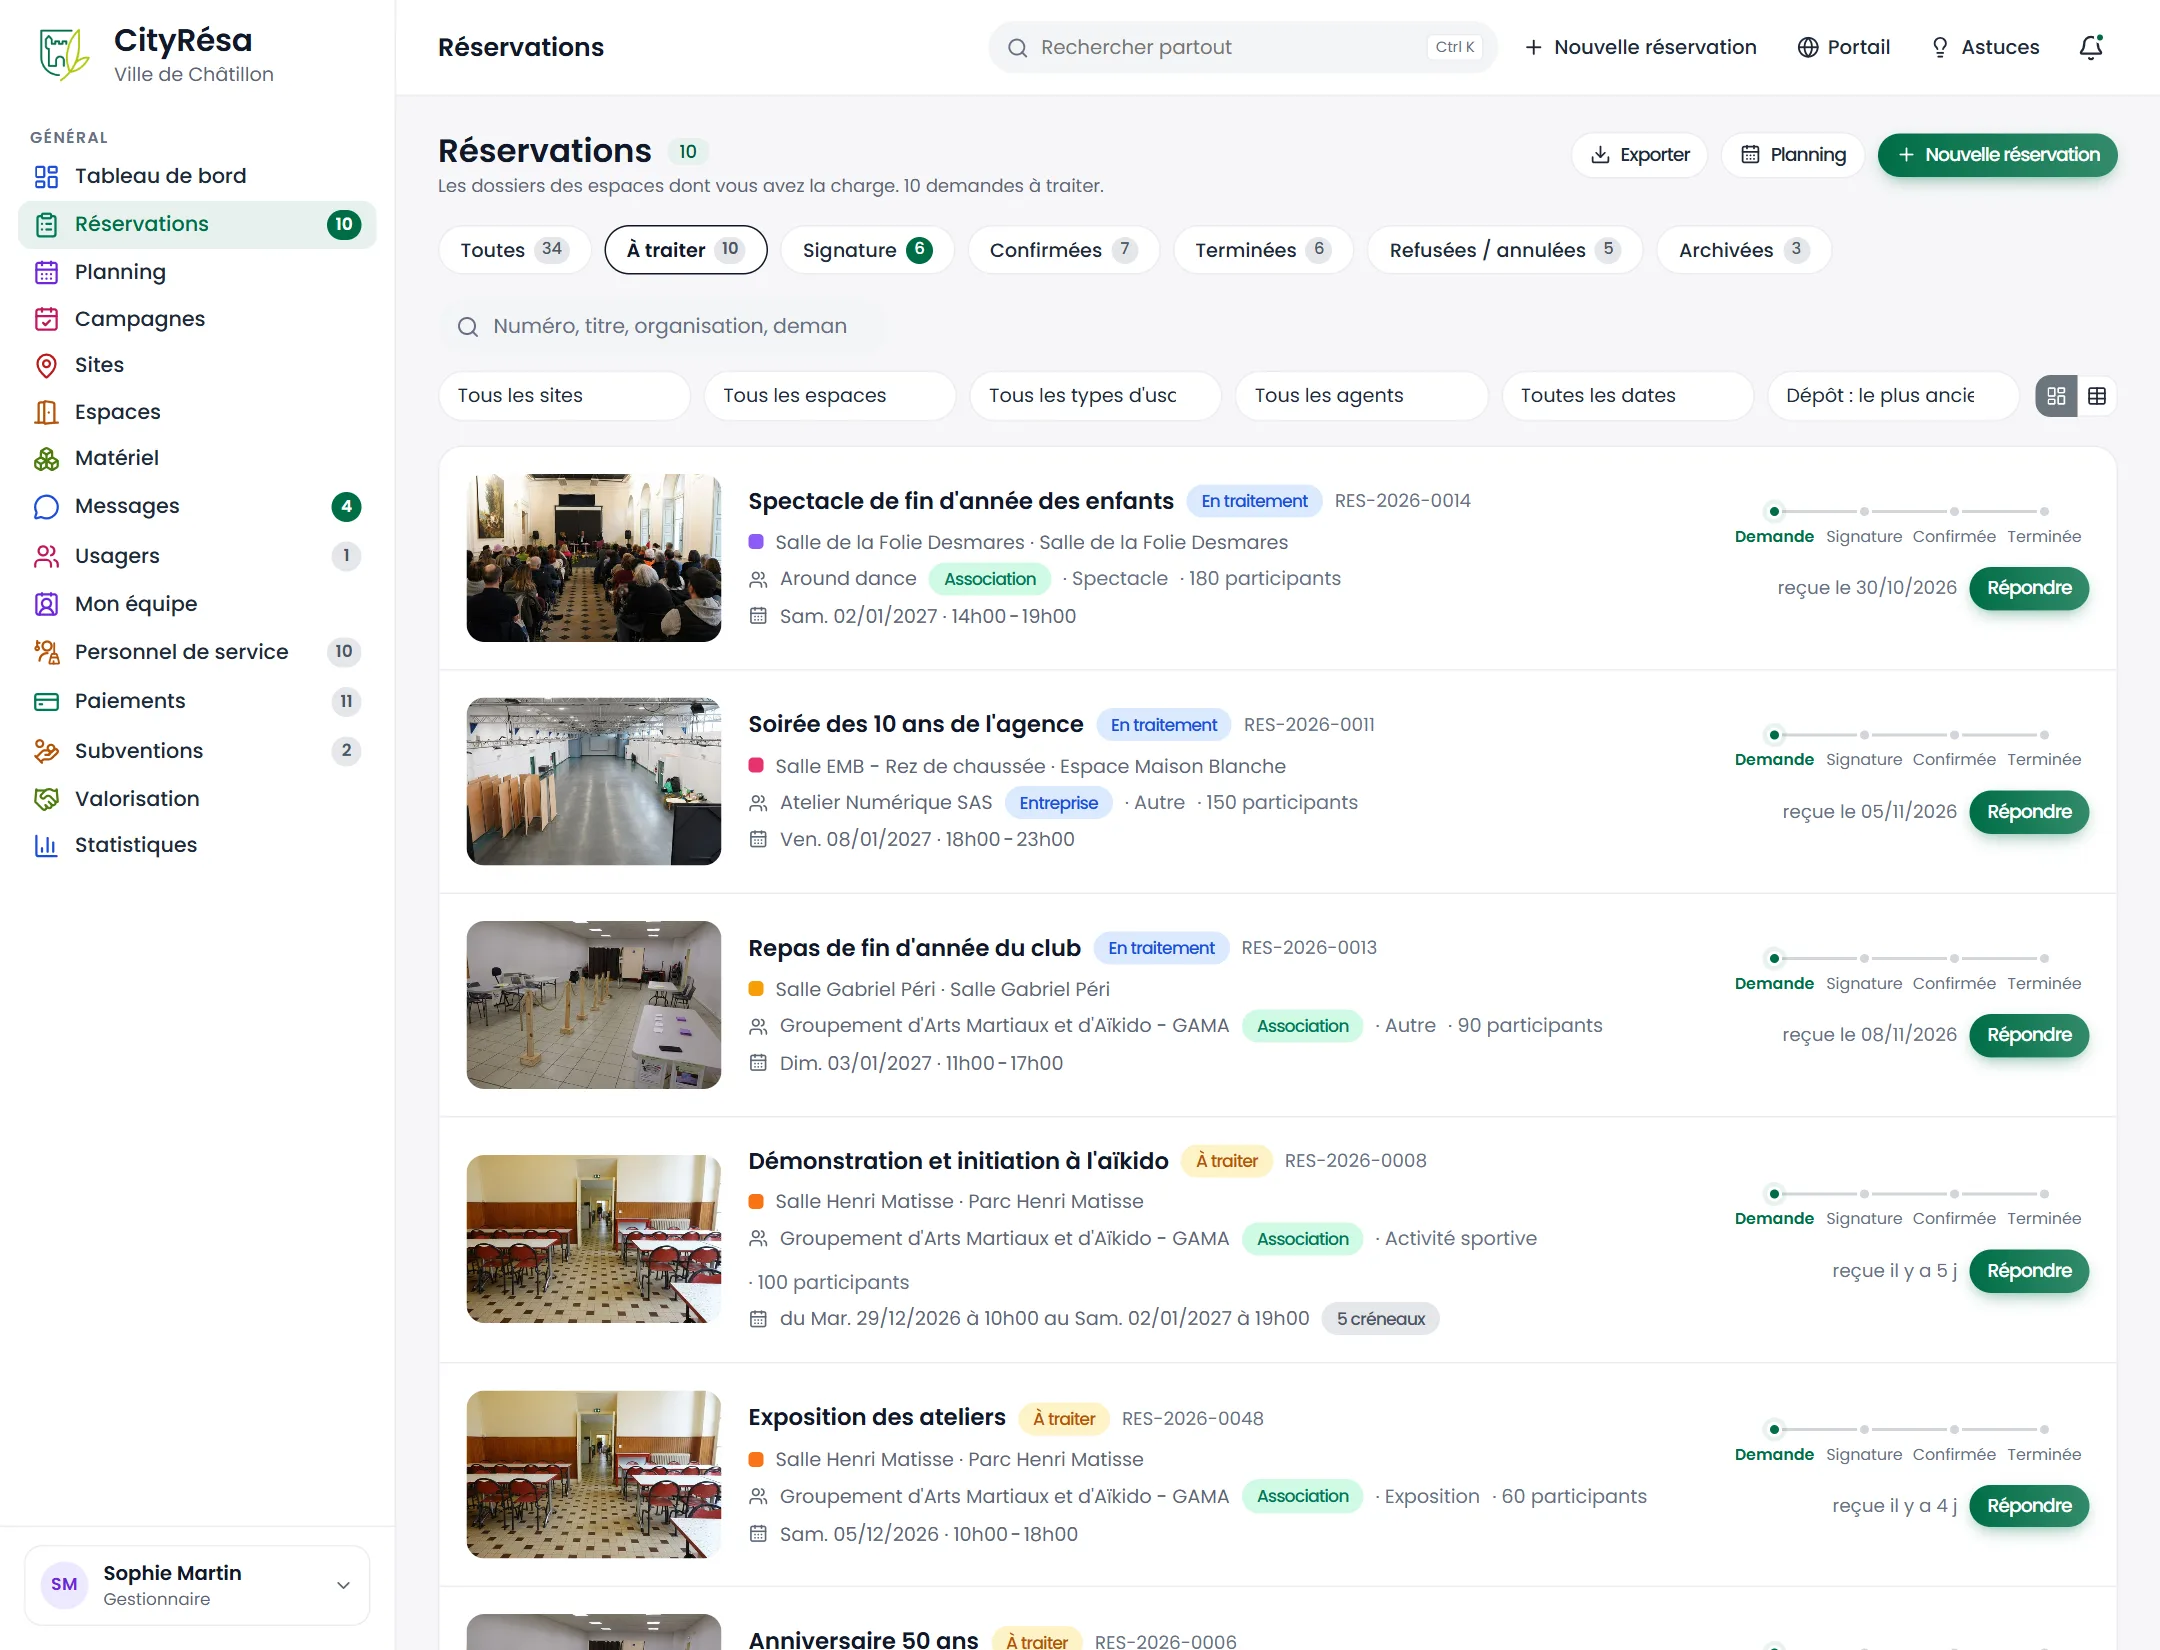 CityRésa
Ville de Châtillon
GÉNÉRAL
Tableau de bord
Réservations 10
Planning
Campagnes
Sites
Espaces
Matériel
Messages 4
Usagers 1
Mon équipe
Personnel de service 10
Paiements 11
Subventions 2
Valorisation
Statistiques
SM
Sophie Martin
Gestionnaire
Réservations
Rechercher partout Ctrl K
Nouvelle réservation
Portail
Astuces
Réservations 10
Les dossiers des espaces dont vous avez la charge. 10 demandes à traiter.
Exporter
Planning
+ Nouvelle réservation
Toutes 34
À traiter 10
Signature 6
Confirmées 7
Terminées 6
Refusées / annulées 5
Archivées 3
Numéro, titre, organisation, deman
Tous les sites
Tous les espaces
Tous les types d'usc
Tous les agents
Toutes les dates
Dépôt : le plus ancie
Spectacle de fin d'année des enfants En traitement RES-2026-0014
Salle de la Folie Desmares · Salle de la Folie Desmares
Around dance Association · Spectacle · 180 participants
Sam. 02/01/2027 · 14h00 - 19h00
Demande Signature Confirmée Terminée
reçue le 30/10/2026 Répondre
Soirée des 10 ans de l'agence En traitement RES-2026-0011
Salle EMB - Rez de chaussée · Espace Maison Blanche
Atelier Numérique SAS Entreprise · Autre · 150 participants
Ven. 08/01/2027 · 18h00 - 23h00
Demande Signature Confirmée Terminée
reçue le 05/11/2026 Répondre
Repas de fin d'année du club En traitement RES-2026-0013
Salle Gabriel Péri · Salle Gabriel Péri
Groupement d'Arts Martiaux et d'Aïkido - GAMA Association · Autre · 90 participants
Dim. 03/01/2027 · 11h00 - 17h00
Demande Signature Confirmée Terminée
reçue le 08/11/2026 Répondre
Démonstration et initiation à l'aïkido À traiter RES-2026-0008
Salle Henri Matisse · Parc Henri Matisse
Groupement d'Arts Martiaux et d'Aïkido - GAMA Association · Activité sportive
· 100 participants
du Mar. 29/12/2026 à 10h00 au Sam. 02/01/2027 à 19h00 5 créneaux
Demande Signature Confirmée Terminée
reçue il y a 5 j Répondre
Exposition des ateliers À traiter RES-2026-0048
Salle Henri Matisse · Parc Henri Matisse
Groupement d'Arts Martiaux et d'Aïkido - GAMA Association · Exposition · 60 participants
Sam. 05/12/2026 · 10h00 - 18h00
Demande Signature Confirmée Terminée
reçue il y a 4 j Répondre
Anniversaire 50 ans À traiter RES-2026-0006